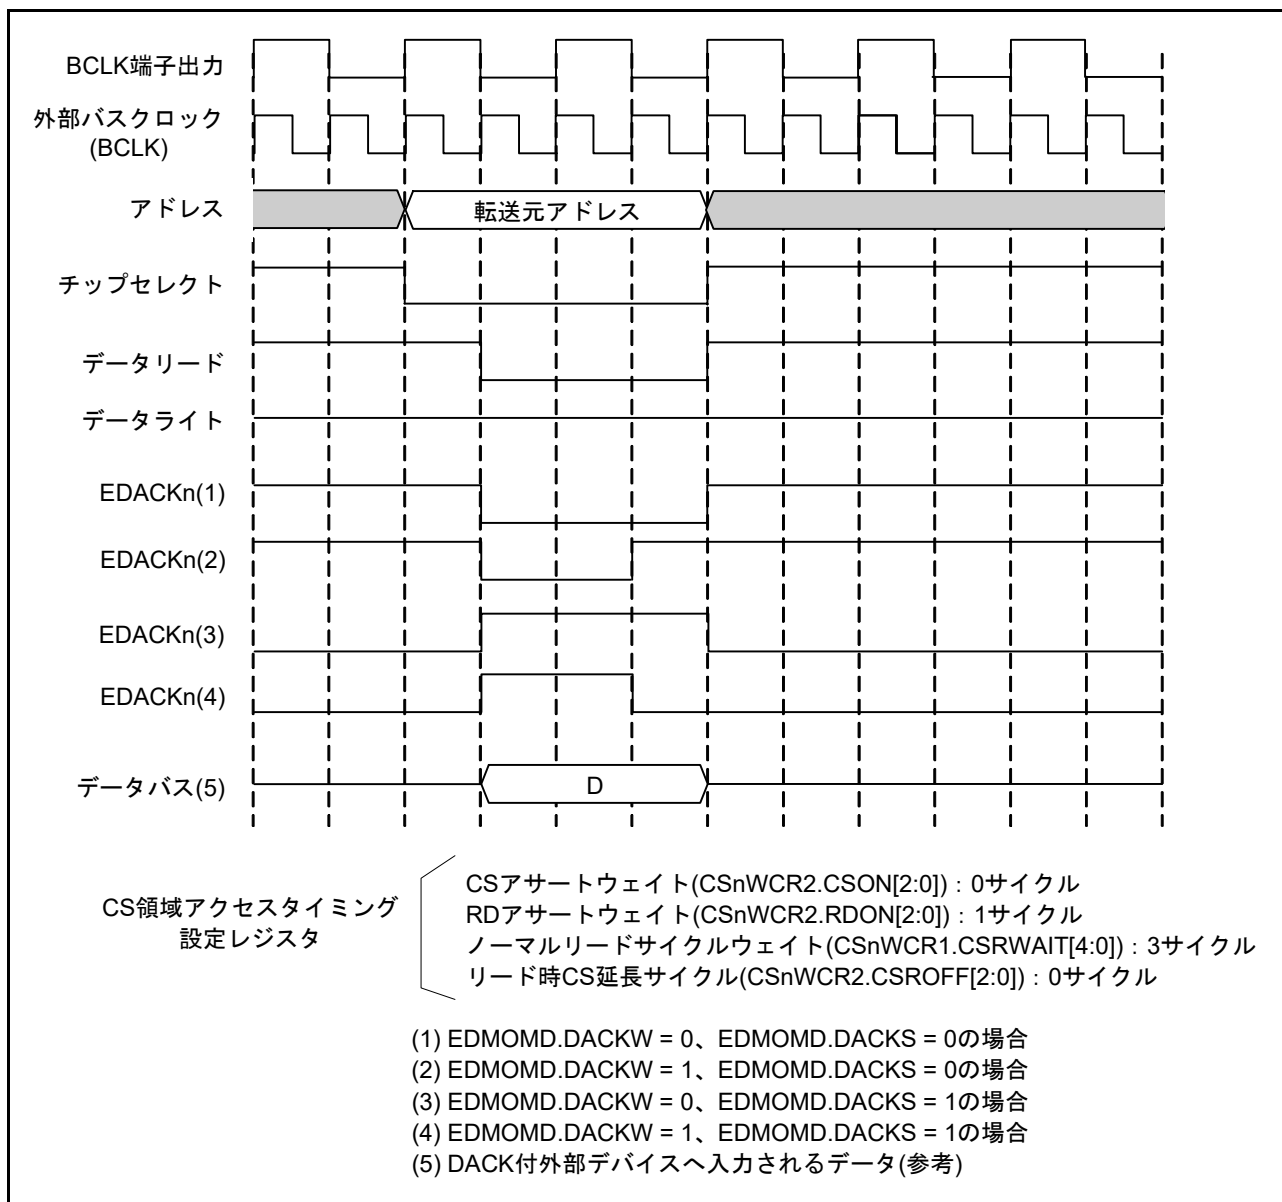 BCLK端子出力
外部バスクロック
(BCLK)
アドレス
転送元アドレス
チップセレクト
データリード
データライト
EDACKn(1)
EDACKn(2)
EDACKn(3)
EDACKn(4)
データバス(5)
D
CS領域アクセスタイミング
設定レジスタ
CSアサートウェイト(CSnWCR2.CSON[2:0])：0サイクル
RDアサートウェイト(CSnWCR2.RDON[2:0])：1サイクル
ノーマルリードサイクルウェイト(CSnWCR1.CSRWAIT[4:0])：3サイクル
リード時CS延長サイクル(CSnWCR2.CSROFF[2:0])：0サイクル
(1) EDMOMD.DACKW = 0、EDMOMD.DACKS = 0の場合
(2) EDMOMD.DACKW = 1、EDMOMD.DACKS = 0の場合
(3) EDMOMD.DACKW = 0、EDMOMD.DACKS = 1の場合
(4) EDMOMD.DACKW = 1、EDMOMD.DACKS = 1の場合
(5) DACK付外部デバイスへ入力されるデータ(参考)